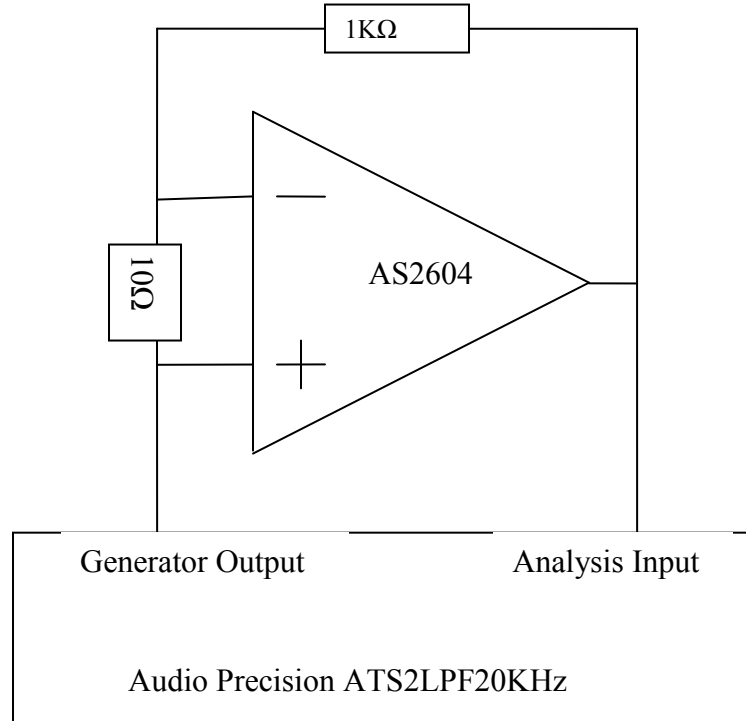 1KΩ
10Ω
AS2604
Generator Output
Analysis Input
Audio Precision ATS2LPF20KHz